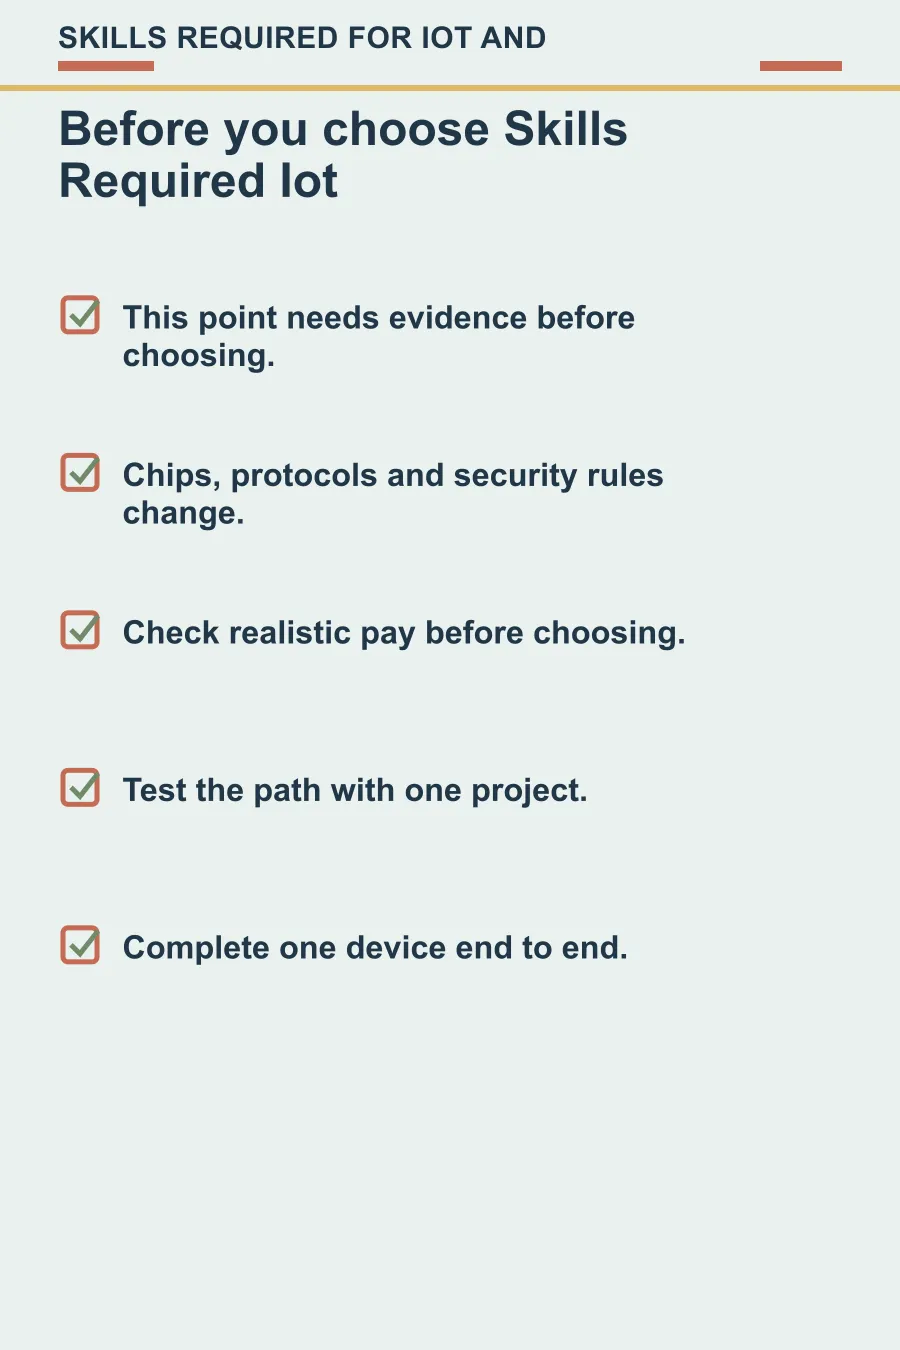 SKILLS REQUIRED FOR IOT AND
Before you choose Skills
Required Iot
This point needs evidence before
choosing.
Chips, protocols and security rules
change.
Check realistic pay before choosing.
Test the path with one project.
Complete one device end to end.